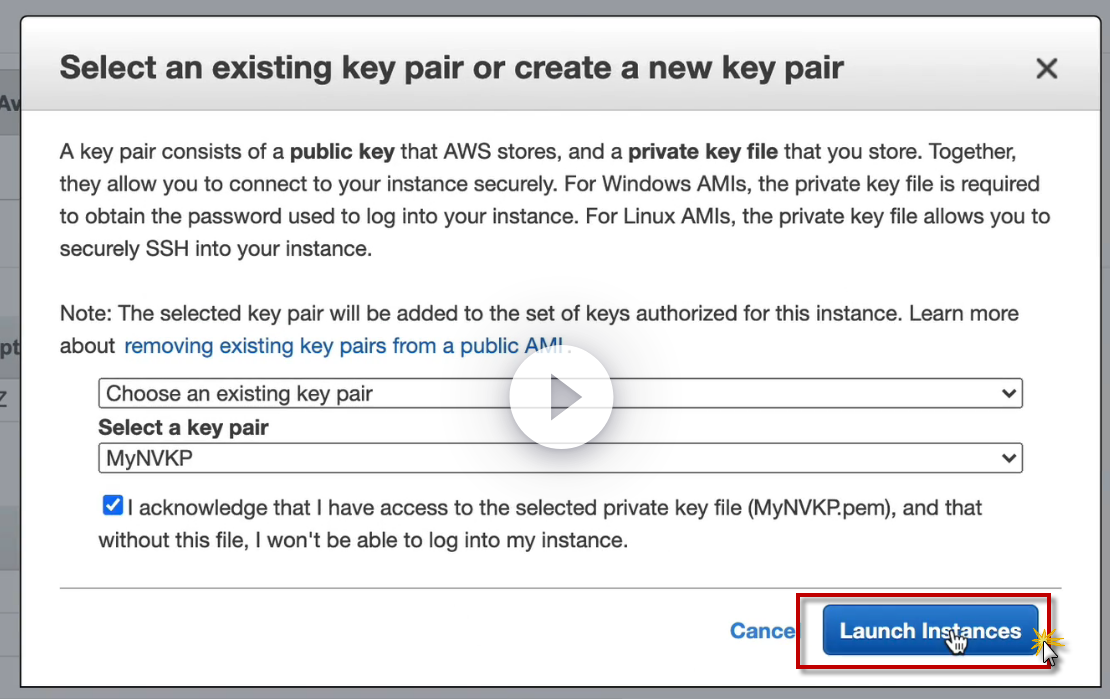 Select an existing key pair or create a new key pair
A key pair consists of a public key that AWS stores, and a private key file that you store. Together,
they allow you to connect to your instance securely. For Windows AMIs, the private key file is required
to obtain the password used to log into your instance. For Linux AMIs, the private key file allows you to
securely SSH into your instance.
Note: The selected key pair will be added to the set of keys authorized for this instance. Learn more
about removing existing key pairs from a public AMI.
Choose an existing key pair
Select a key pair
MyNVKP
I acknowledge that I have access to the selected private key file (MyNVKP.pem), and that
without this file, I won't be able to log into my instance.
Cancel Launch Instances